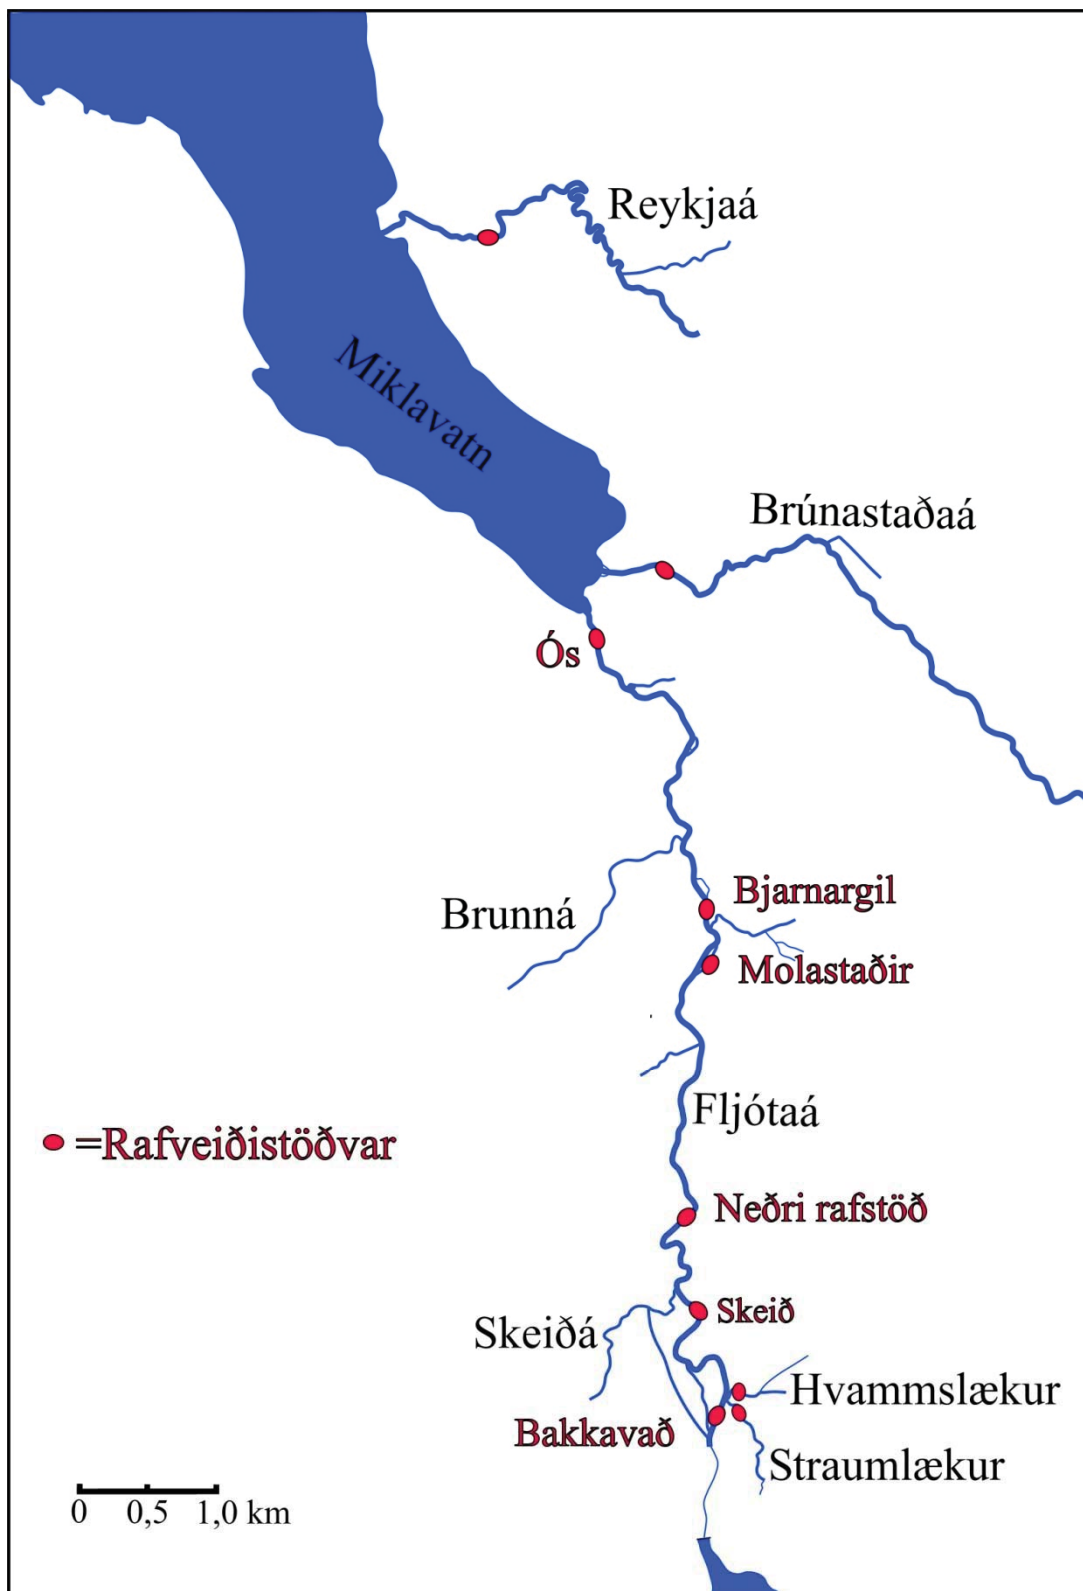 Reykjaá
Miklavatn
Brúnastaðaá
Ós
Bjarnargil
Brunná
Molastaðir
Fljótaá
=Rafveiðistöðvar
Neðri rafstöð
Skeið
Skeiðá
Hvammslækur
Bakkavað
Straumlækur
0 0,5 1,0 km